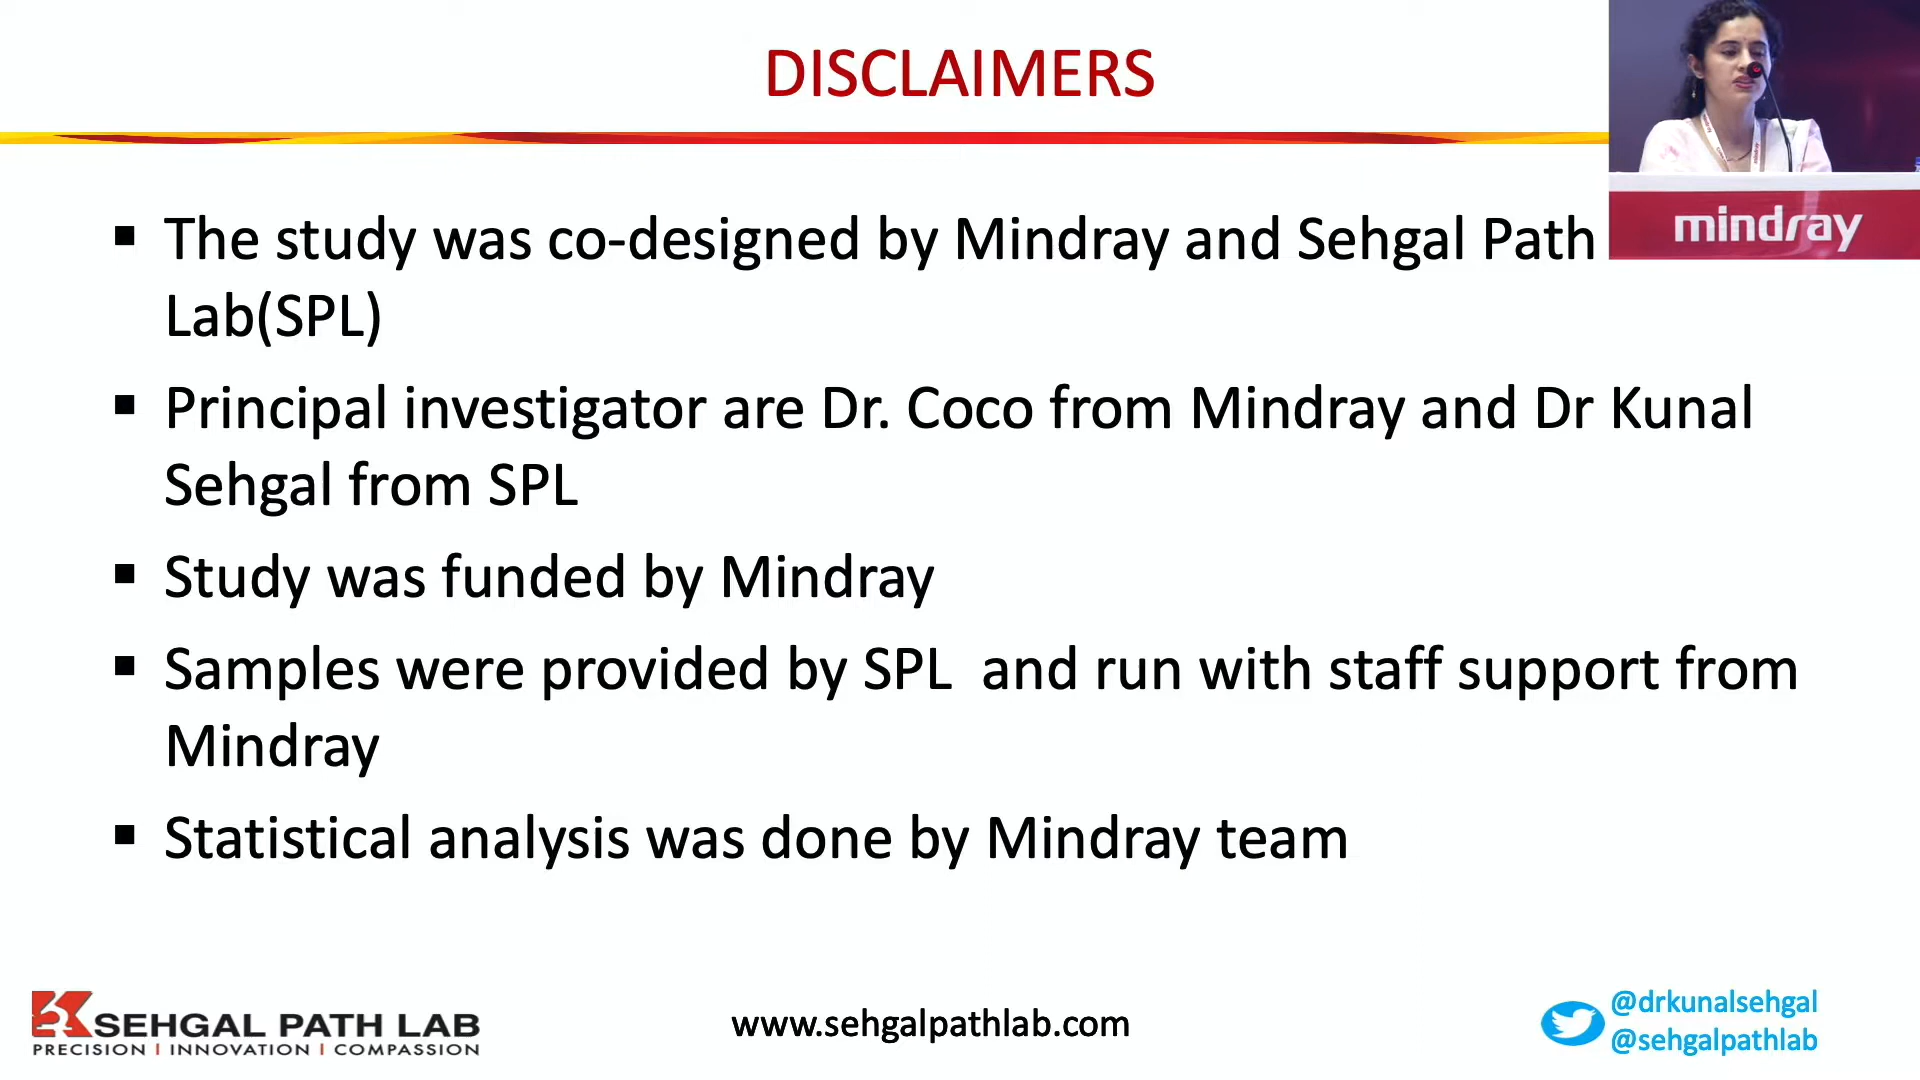 DISCLAIMERS
▪ The study was co-designed by Mindray and Sehgal Path
Lab(SPL)
▪ Principal investigator are Dr. Coco from Mindray and Dr Kunal
Sehgal from SPL
▪ Study was funded by Mindray
▪ Samples were provided by SPL and run with staff support from
Mindray
▪ Statistical analysis was done by Mindray team
mindray
SEHGAL PATH LAB
PRECISION I INNOVATION I COMPASSION
www.sehgalpathlab.com
@drkunalsehgal
@sehgalpathlab